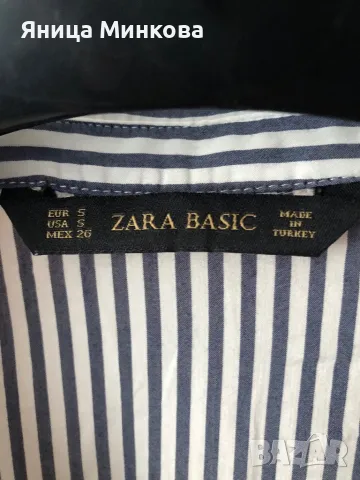 Яница Минкова
EUR S
USA S
MEX 26
ZARA BASIC
MADE
IN
TURKEY
BAZAR